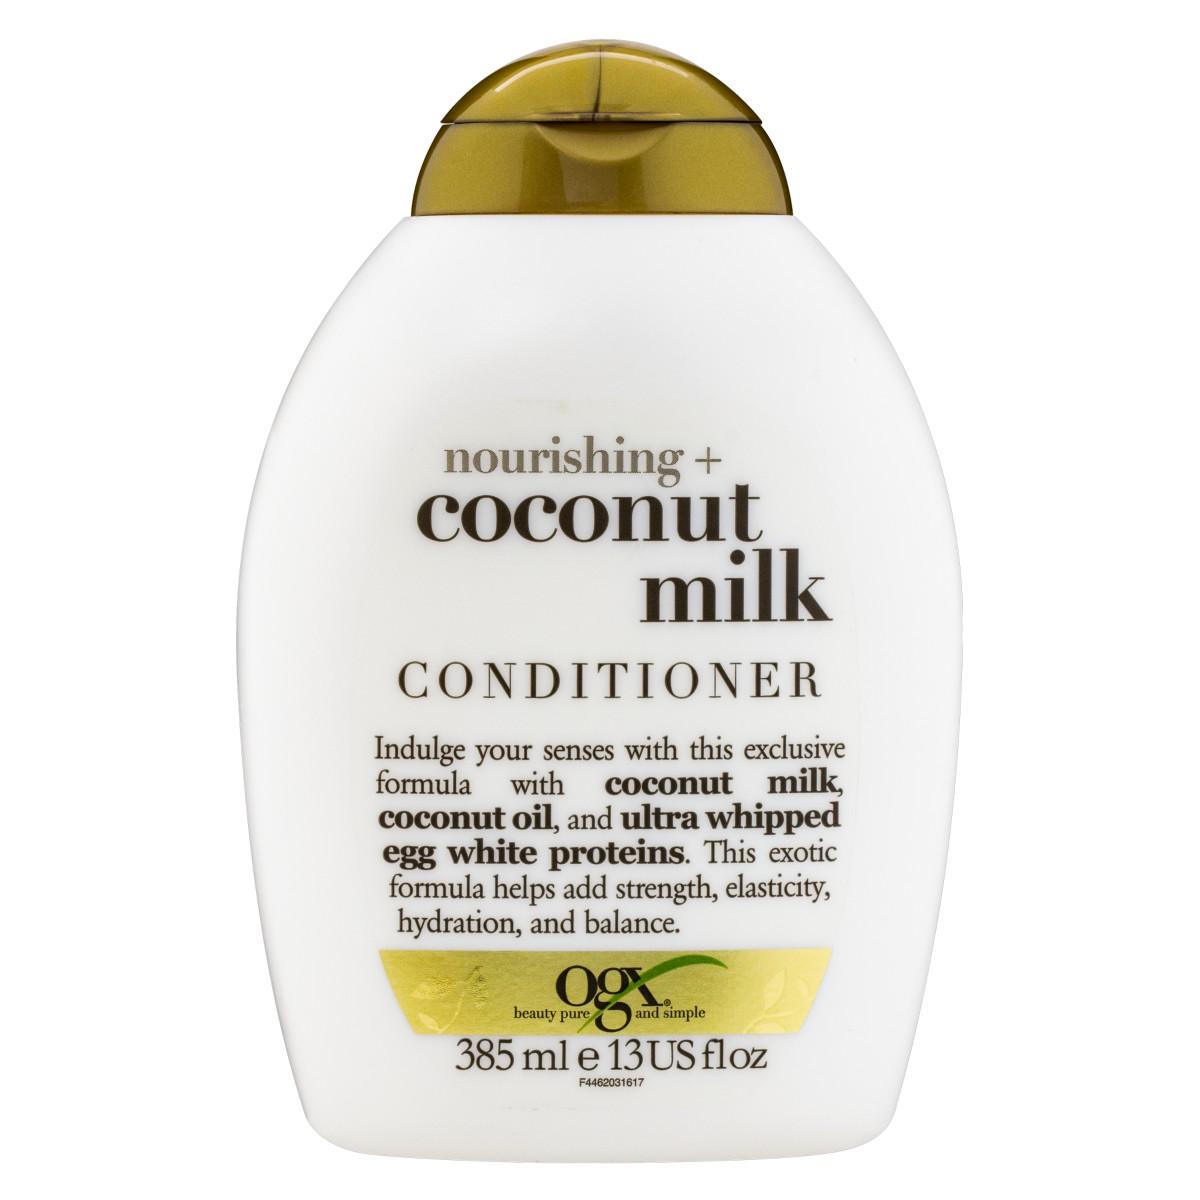 nourishing +
coconut
milk
CONDITIONER
Indulge your senses with this exclusive
formula with coconut milk,
coconut oil, and ultra whipped
egg white proteins. This exotic
formula helps add strength, elasticity,
hydration, and balance.
ogx®
beauty pure and simple
385 ml e 13 US fl oz
F4462031617